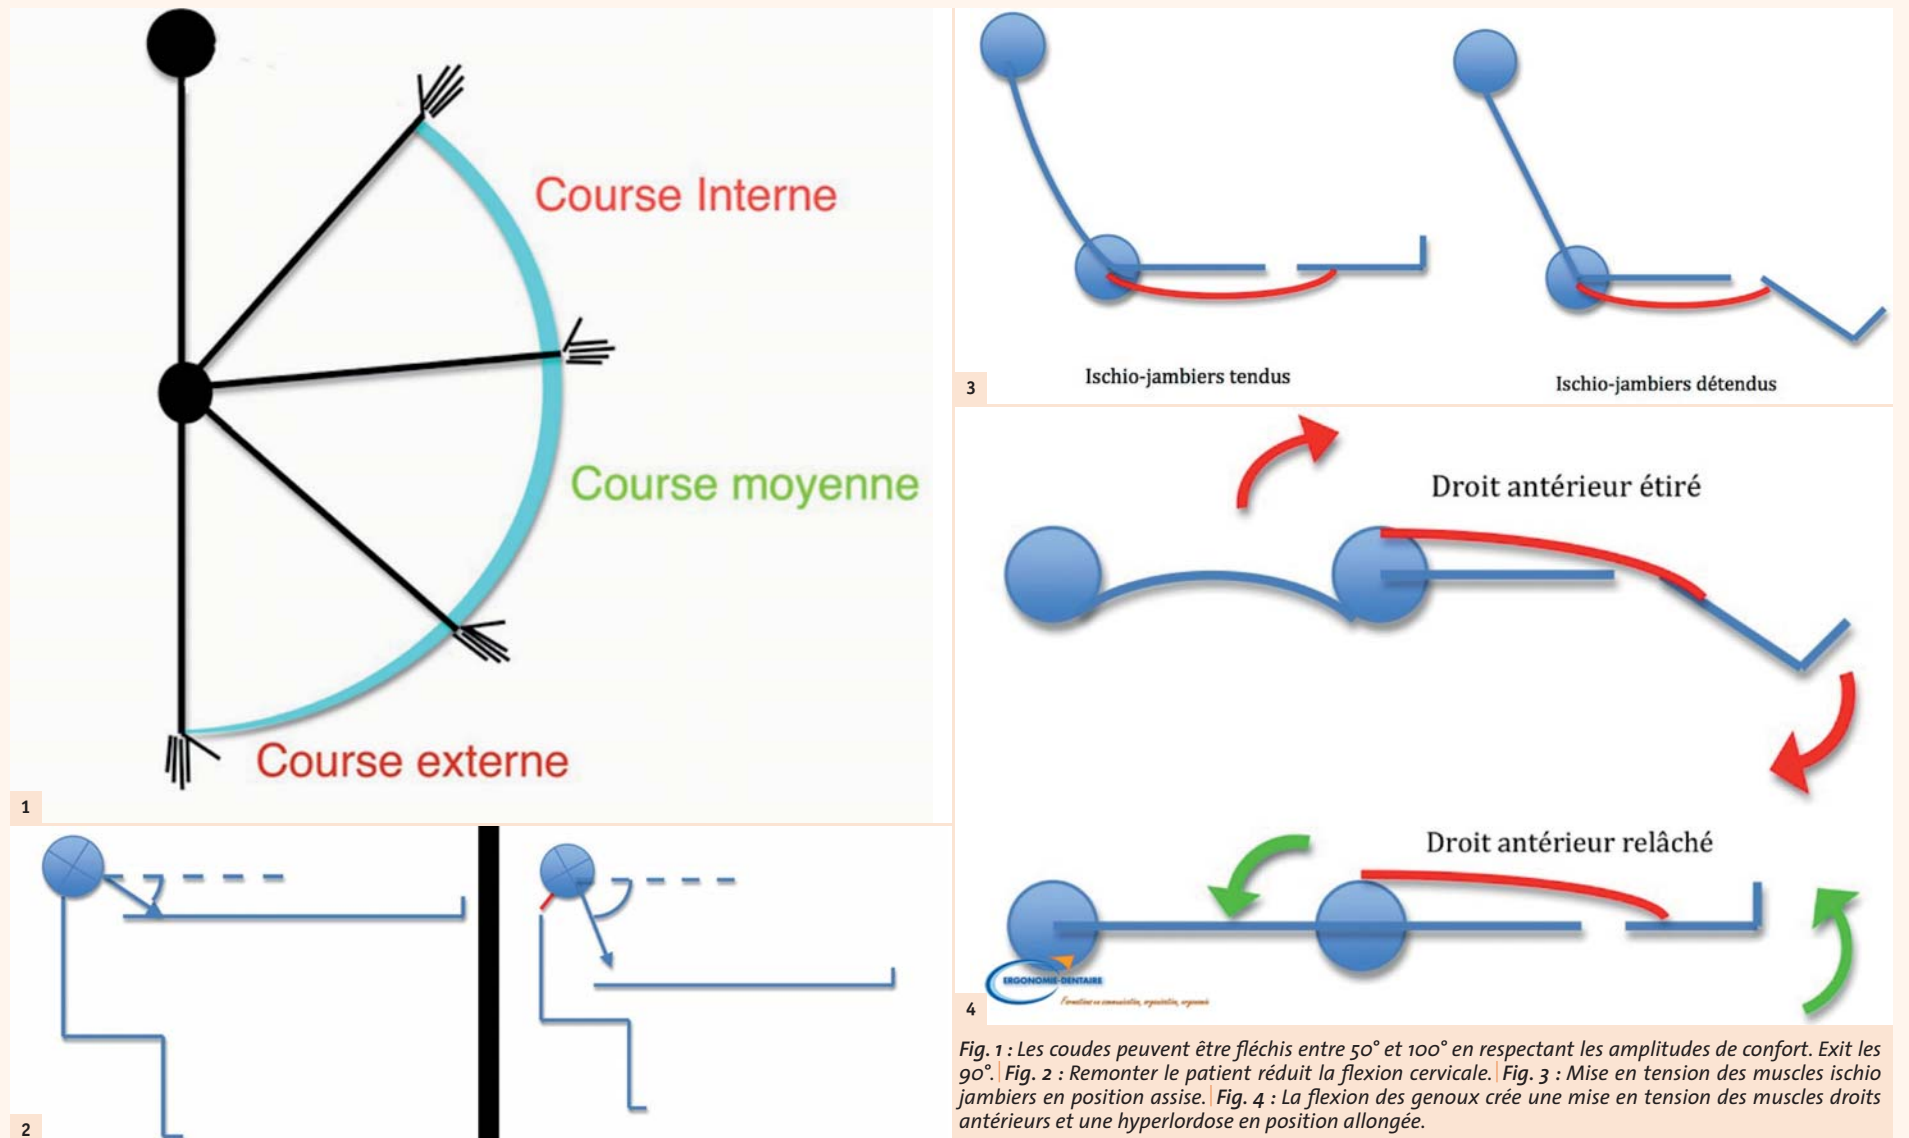 Course Interne
Course moyenne
Course externe
1
2
Ischio-jambiers tendus
Ischio-jambiers détendus
3
Droit antérieur étiré
Droit antérieur relâché
ERGONOMIE-DENTAIRE
4
Fig. 1 : Les coudes peuvent être fléchis entre 50° et 100° en respectant les amplitudes de confort. Exit les
90°. Fig. 2 : Remonter le patient réduit la flexion cervicale. Fig. 3 : Mise en tension des muscles ischio
jambiers en position assise. Fig. 4 : La flexion des genoux crée une mise en tension des muscles droits
antérieurs et une hyperlordose en position allongée.